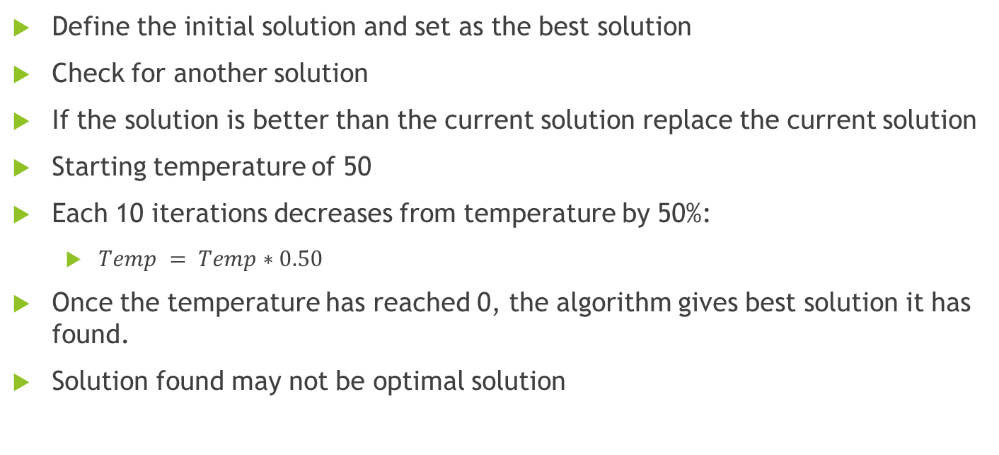 Define the initial solution and set as the best solution
Check for another solution
If the solution is better than the current solution replace the current solution
Starting temperature of 50
Each 10 iterations decreases from temperature by 50%:
Temp = Temp * 0.50
Once the temperature has reached 0, the algorithm gives best solution it has
found.
Solution found may not be optimal solution